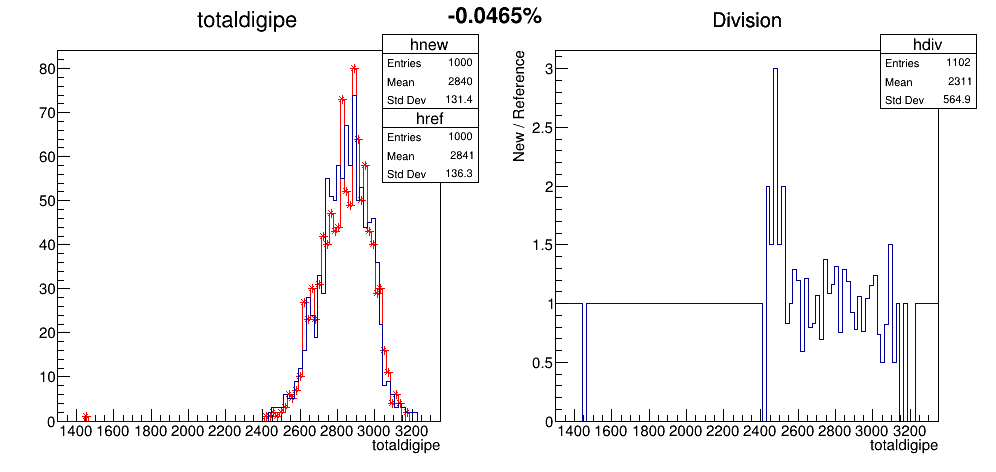 -0.0465%
totaldigipe
hnew
Entries 1000
Mean 2840
Std Dev 131.4
href
Entries 1000
Mean 2841
Std Dev 136.3
80
70
60
50
40
30
20
10
0
1400 1600 1800 2000 2200 2400 2600 2800 3000 3200
totaldigipe
Division
hdiv
Entries 1102
Mean 2311
Std Dev 564.9
New / Reference
3
2.5
2
1.5
1
0.5
0
1400 1600 1800 2000 2200 2400 2600 2800 3000 3200
totaldigipe